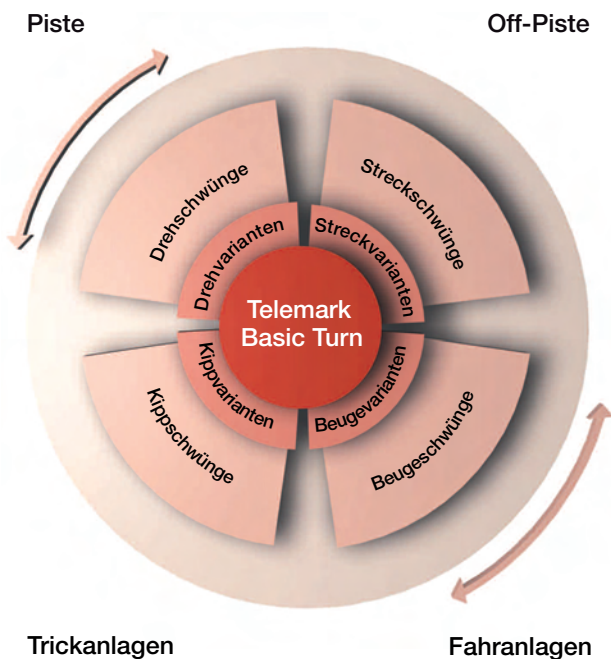 Piste
Off-Piste
Drehschwünge
Streckschwünge
Drehvarianten
Streckvarianten
Telemark
Basic Turn
Kippvarianten
Beugevarianten
Kippschwünge
Beugeschwünge
Trickanlagen
Fahranlagen